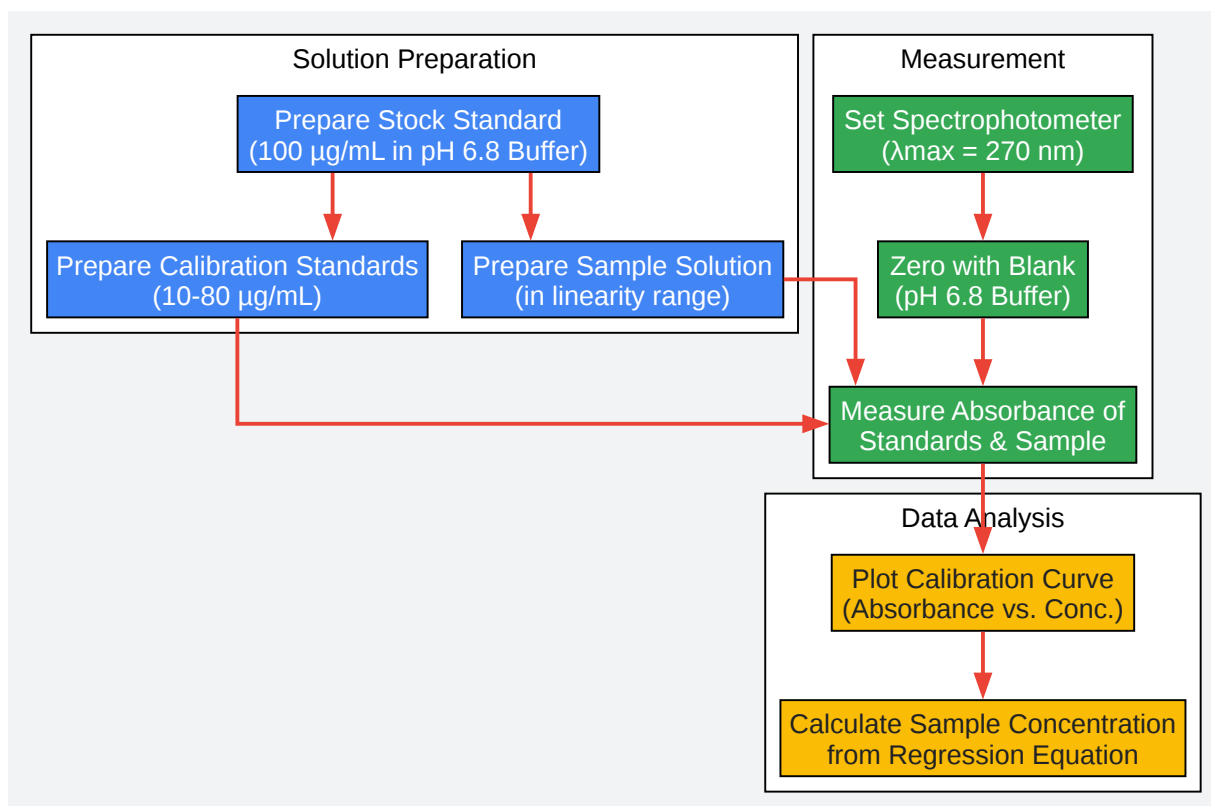 Solution Preparation
Prepare Stock Standard
(100 µg/mL in pH 6.8 Buffer)
Prepare Calibration Standards
(10-80 µg/mL)
Prepare Sample Solution
(in linearity range)
Measurement
Set Spectrophotometer
(λmax = 270 nm)
Zero with Blank
(pH 6.8 Buffer)
Measure Absorbance of
Standards & Sample
Data Analysis
Plot Calibration Curve
(Absorbance vs. Conc.)
Calculate Sample Concentration
from Regression Equation